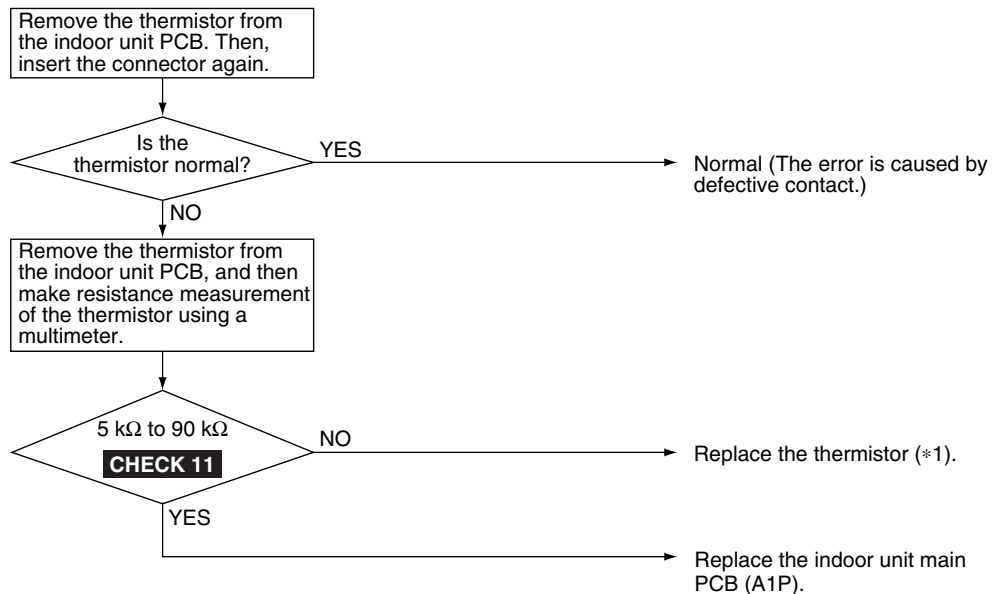 Remove the thermistor from
the indoor unit PCB. Then,
insert the connector again.
Is the
thermistor normal?
YES
Normal (The error is caused by
defective contact.)
NO
Remove the thermistor from
the indoor unit PCB, and then
make resistance measurement
of the thermistor using a
multimeter.
5 kΩ to 90 kΩ
CHECK 11
NO
Replace the thermistor (*1).
YES
Replace the indoor unit main
PCB (A1P).